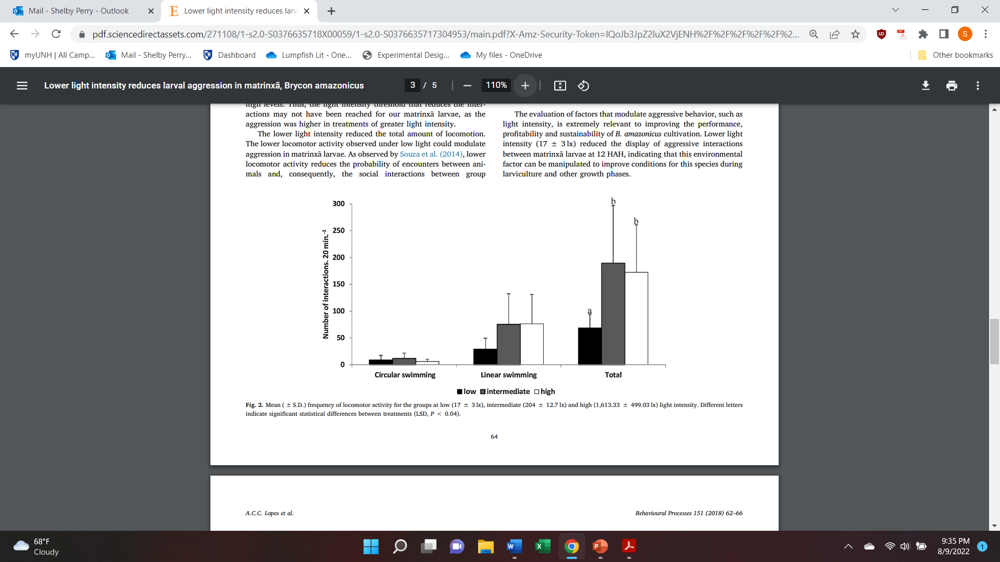 Mail - Shelby Perry - Outlook
Lower light intensity reduces larv
pdf.sciencedirectassets.com/271108/1-s2.0-S0376635718X00059/1-s2.0-S0376635717304953/main.pdf?X-Amz-Security-Token=IQoJb3JpZ2luX2VjENH%2F%2F%2F%2F%2F%2...
S
myUNH | All Camp...
Mail - Shelby Perry...
Dashboard
Lumpfish Lit - One...
Experimental Desig...
My files - OneDrive
Other bookmarks
Lower light intensity reduces larval aggression in matrinxã, Brycon amazonicus
3 / 5
110%
high levels. Thus, the light intensity threshold that reduces the inter-
actions may not have been reached for our matrinxã larvae, as the
aggression was higher in treatments of greater light intensity.
The lower light intensity reduced the total amount of locomotion.
The lower locomotor activity observed under low light could modulate
aggression in matrinxã larvae. As observed by Souza et al. (2014), lower
locomotor activity reduces the probability of encounters between ani-
mals and, consequently, the social interactions between group
The evaluation of factors that modulate aggressive behavior, such as
light intensity, is extremely relevant to improving the performance,
profitability and sustainability of B. amazonicus cultivation. Lower light
intensity (17 ± 3 lx) reduced the display of aggressive interactions
between matrinxã larvae at 12 HAH, indicating that this environmental
factor can be manipulated to improve conditions for this species during
larviculture and other growth phases.
Number of interactions. 20 min.-1
300
250
200
150
100
50
0
a
b
b
Circular swimming
Linear swimming
Total
low intermediate high
Fig. 2. Mean ( ± S.D.) frequency of locomotor activity for the groups at low (17 ± 3 lx), intermediate (204 ± 12.7 lx) and high (1,613.33 ± 499.03 lx) light intensity. Different letters
indicate significant statistical differences between treatments (LSD, P < 0.04).
64
A.C.C. Lopes et al.
Behavioural Processes 151 (2018) 62–66
68°F
Cloudy
9:35 PM
8/9/2022
1